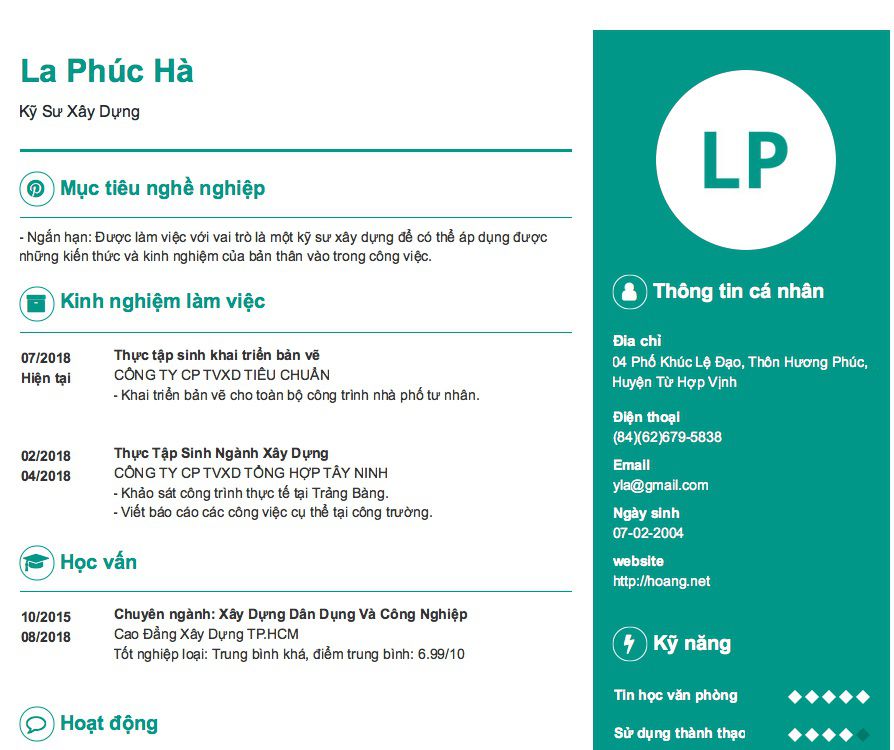 La Phúc Hà
Kỹ Sư Xây Dựng
Mục tiêu nghề nghiệp
- Ngắn hạn: Được làm việc với vai trò là một kỹ sư xây dựng để có thể áp dụng được
những kiến thức và kinh nghiệm của bản thân vào trong công việc.
Kinh nghiệm làm việc
07/2018
Hiện tại
Thực tập sinh khai triển bản vẽ
CÔNG TY CP TVXD TIÊU CHUẨN
- Khai triển bản vẽ cho toàn bộ công trình nhà phố tư nhân.
02/2018
04/2018
Thực Tập Sinh Ngành Xây Dựng
CÔNG TY CP TVXD TỔNG HỢP TÂY NINH
- Khảo sát công trình thực tế tại Trảng Bàng.
- Viết báo cáo các công việc cụ thể tại công trường.
Học vấn
10/2015
08/2018
Chuyên ngành: Xây Dựng Dân Dụng Và Công Nghiệp
Cao Đẳng Xây Dựng TP.HCM
Tốt nghiệp loại: Trung bình khá, điểm trung bình: 6.99/10
Hoạt động
LP
Thông tin cá nhân
Địa chỉ
04 Phố Khúc Lệ Đạo, Thôn Hương Phúc,
Huyện Từ Hợp Vịnh
Điện thoại
(84)(62)679-5838
Email
yla@gmail.com
Ngày sinh
07-02-2004
website
http://hoang.net
Kỹ năng
Tin học văn phòng
Sử dụng thành thạo